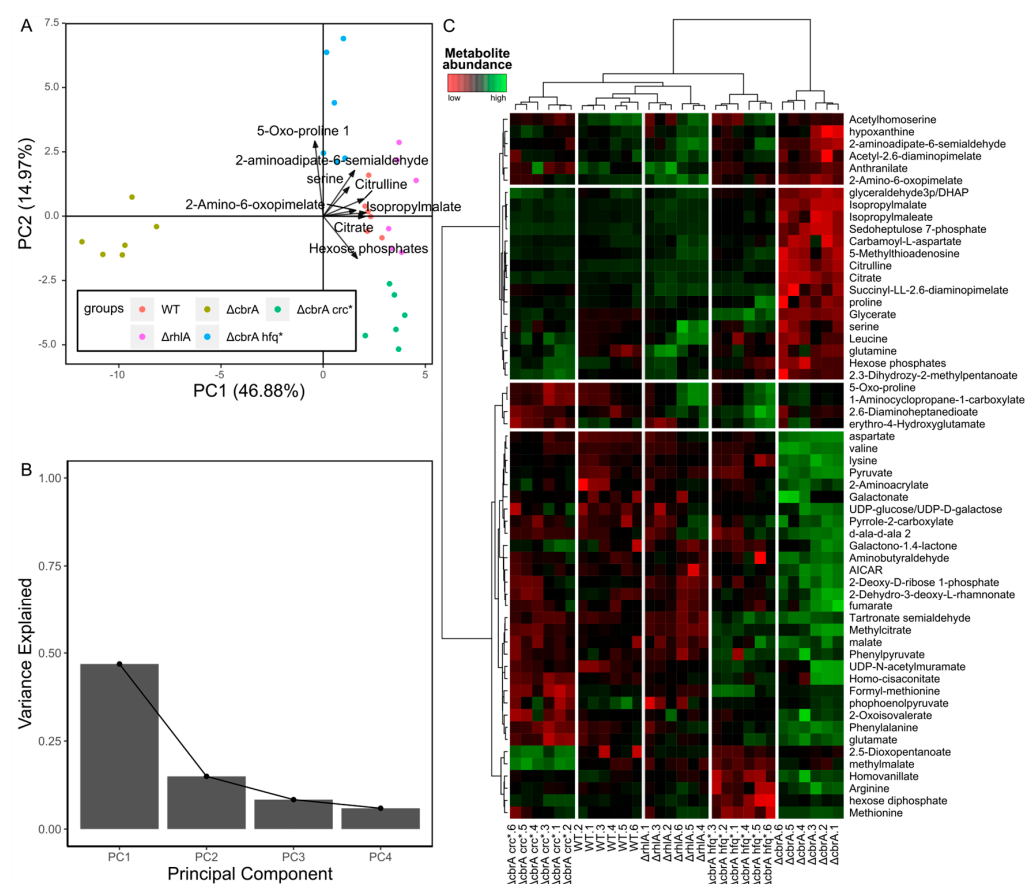 A
7.5
5.0
2.5
0.0
-2.5
-5.0
PC2 (14.97%)
5-Oxo-proline 1
2-aminoadipate-6-semialdehyde
serine
Citrulline
2-Amino-6-oxopimelate
Isopropylmalate
Citrate
Hexose phosphates
groups
WT
ΔcbrA
ΔcbrA crc*
ΔrhlA
ΔcbrA hfq*
-10
-5
0
5
PC1 (46.88%)
B
1.00
0.75
0.50
0.25
0.00
Variance Explained
PC1
PC2
PC3
PC4
Principal Component
C
Metabolite
abundance
low
high
Acetylhomoserine
hypoxanthine
2-aminoadipate-6-semialdehyde
Acetyl-2.6-diaminopimelate
Anthranilate
2-Amino-6-oxopimelate
glyceraldehyde3p/DHAP
Isopropylmalate
Isopropylmaleate
Sedoheptulose 7-phosphate
Carbamoyl-L-aspartate
5-Methylthioadenosine
Citrulline
Citrate
Succinyl-LL-2.6-diaminopimelate
proline
Glycerate
serine
Leucine
glutamine
Hexose phosphates
2.3-Dihydrozy-2-methylpentanoate
5-Oxo-proline
1-Aminocyclopropane-1-carboxylate
2.6-Diaminoheptanedioate
erythro-4-Hydroxyglutamate
aspartate
valine
lysine
Pyruvate
2-Aminoacrylate
Galactonate
UDP-glucose/UDP-D-galactose
Pyrrole-2-carboxylate
d-ala-d-ala 2
Galactono-1.4-lactone
Aminobutyraldehyde
AICAR
2-Deoxy-D-ribose 1-phosphate
2-Dehydro-3-deoxy-L-rhamnonate
fumarate
Tartronate semialdehyde
Methylcitrate
malate
Phenylpyruvate
UDP-N-acetylmuramate
Homo-cisaconitate
Formyl-methionine
phophoenolpyruvate
2-Oxoisovalerate
Phenylalanine
glutamate
2.5-Dioxopentanoate
methylmalate
Homovanillate
Arginine
hexose diphosphate
Methionine
ΔcbrA crc*.6
ΔcbrA crc*.5
ΔcbrA crc*.4
ΔcbrA crc*.3
ΔcbrA crc*.1
ΔcbrA crc*.2
WT.2
WT.1
WT.3
WT.4
WT.5
WT.6
ΔrhlA.1
ΔrhlA.3
ΔrhlA.2
ΔrhlA.6
ΔrhlA.5
ΔrhlA.4
ΔcbrA hfq*.3
ΔcbrA hfq*.2
ΔcbrA hfq*.1
ΔcbrA hfq*.4
ΔcbrA hfq*.5
ΔcbrA hfq*.6
ΔcbrA.6
ΔcbrA.5
ΔcbrA.4
ΔcbrA.3
ΔcbrA.2
ΔcbrA.1